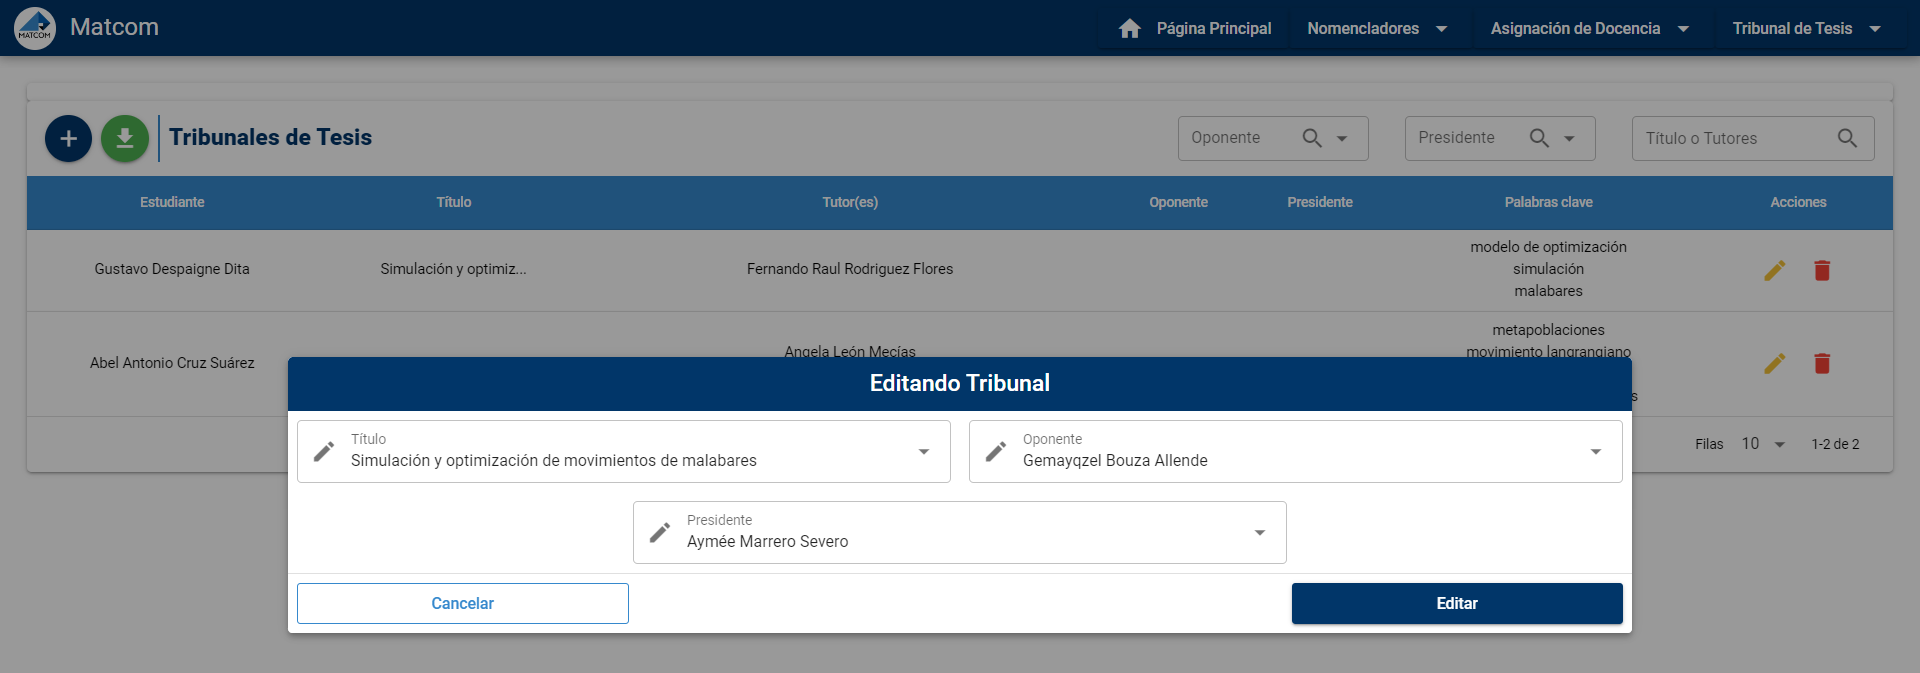 MATCOM
Matcom
Página Principal
Nomencladores
Asignación de Docencia
Tribunal de Tesis
Tribunales de Tesis
Oponente
Presidente
Título o Tutores
Estudiante
Título
Tutor(es)
Oponente
Presidente
Palabras clave
Acciones
Gustavo Despaigne Dita
Simulación y optimiz...
Fernando Raul Rodriguez Flores
modelo de optimización
simulación
malabares
Abel Antonio Cruz Suárez
Angela León Mecías
metapoblaciones
movimiento langrangiano
s
Filas
10
1-2 de 2
Editando Tribunal
Título
Simulación y optimización de movimientos de malabares
Oponente
Gemayqzel Bouza Allende
Presidente
Aymée Marrero Severo
Cancelar
Editar